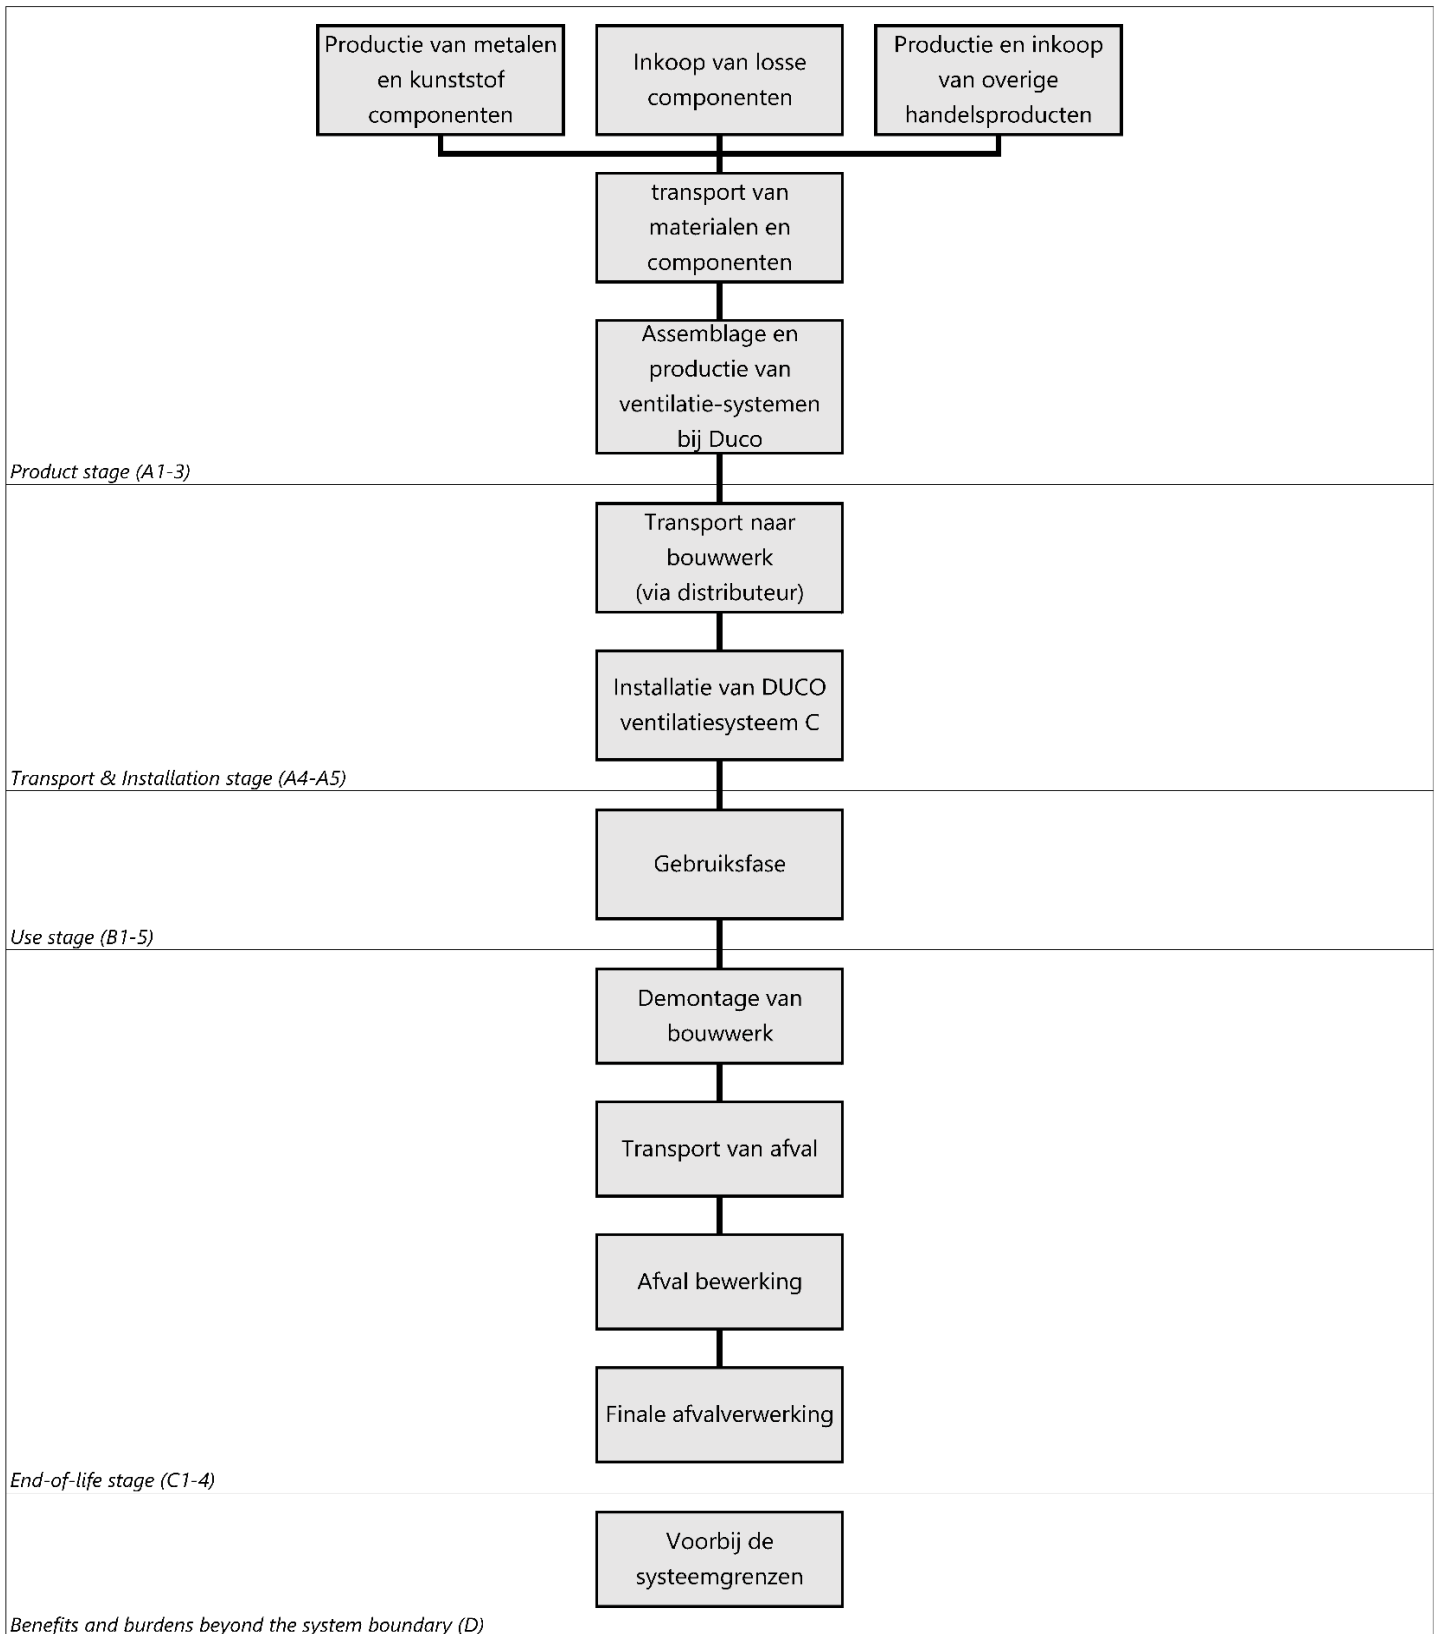 Productie van metalen
en kunststof
componenten
Inkoop van losse
componenten
Productie en inkoop
van overige
handelsproducten
transport van
materialen en
componenten
Assemblage en
productie van
ventilatie-systemen
bij Duco
Product stage (A1-3)
Transport naar
bouwwerk
(via distributeur)
Installatie van DUCO
ventilatiesysteem C
Transport & Installation stage (A4-A5)
Gebruiksfase
Use stage (B1-5)
Demontage van
bouwwerk
Transport van afval
Afval bewerking
Finale afvalverwerking
End-of-life stage (C1-4)
Voorbij de
systeemgrenzen
Benefits and burdens beyond the system boundary (D)